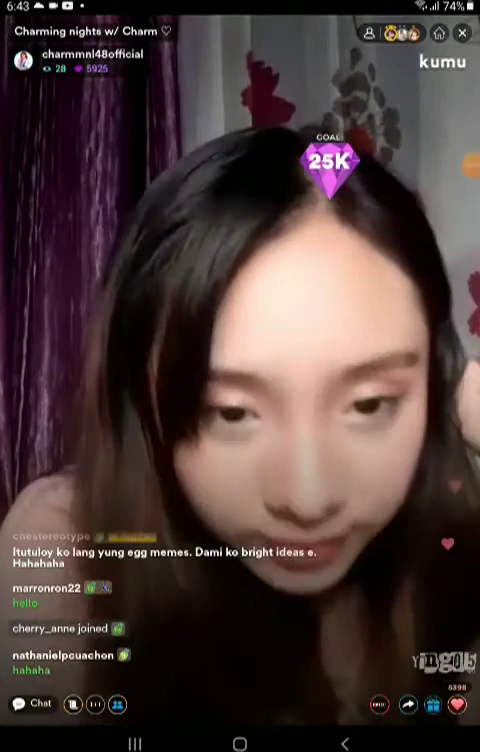 6:43
74%
Charming nights w/ Charm ♡
charmmnl48official
28 5925
kumu
GOAL:
25K
chestereotype
Itutuloy ko lang yung egg memes. Dami ko bright ideas e.
Hahahaha
marronron22
hello
cherry_anne joined
nathanielpcuachon
hahaha
Chat
5398